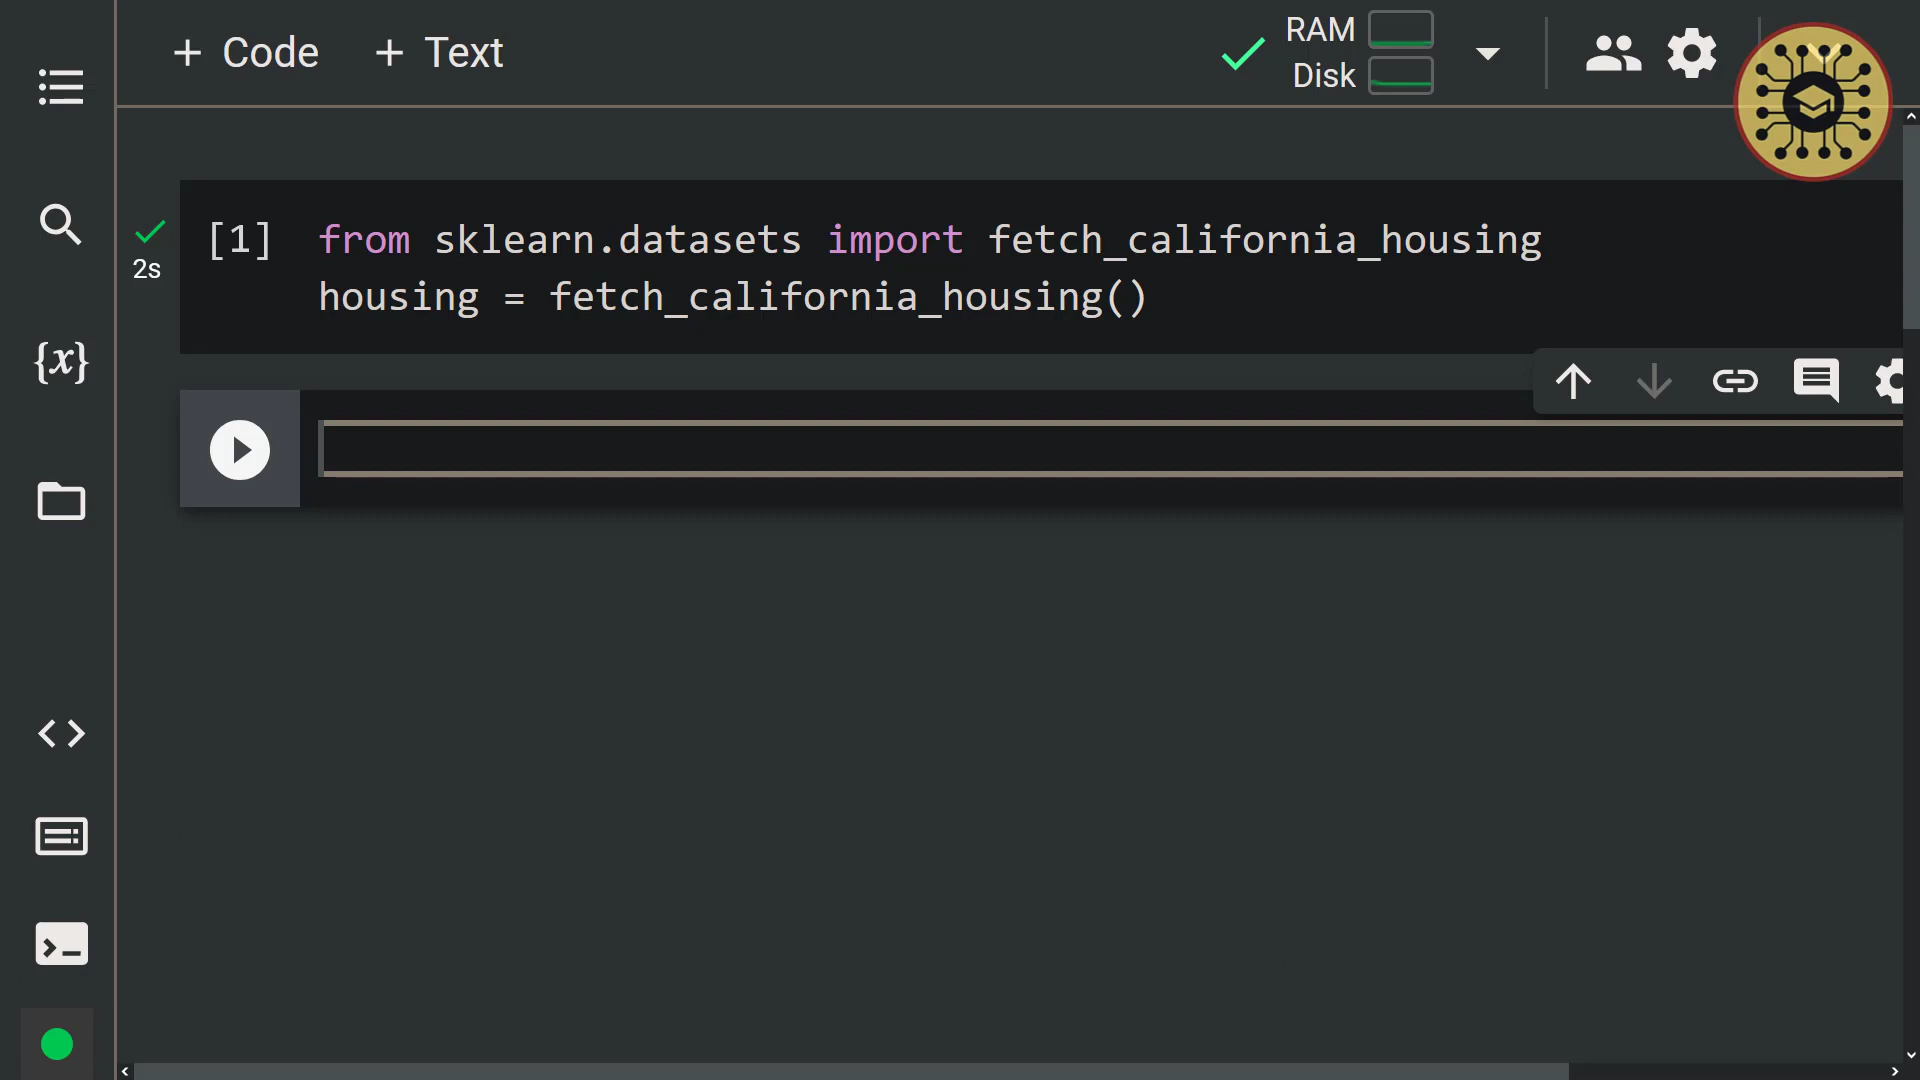 + Code + Text
RAM
Disk
[1] from sklearn.datasets import fetch_california_housing
2s
housing = fetch_california_housing()
{x}